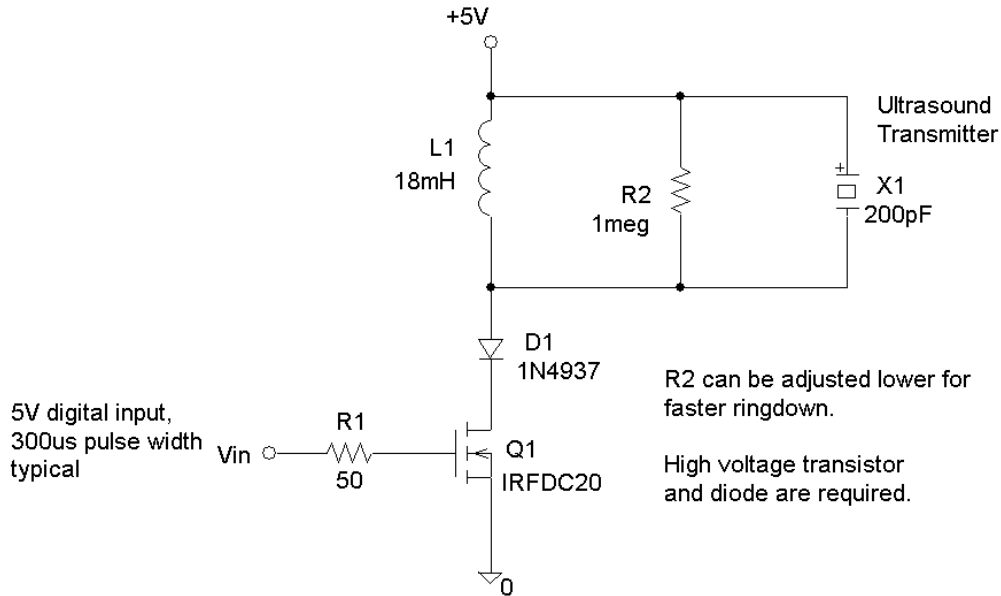 +5V
Ultrasound
Transmitter
L1
18mH
R2
1meg
+
X1
200pF
D1
1N4937
R2 can be adjusted lower for
faster ringdown.
5V digital input,
300us pulse width
typical
Vin
R1
50
Q1
IRFDC20
High voltage transistor
and diode are required.
0